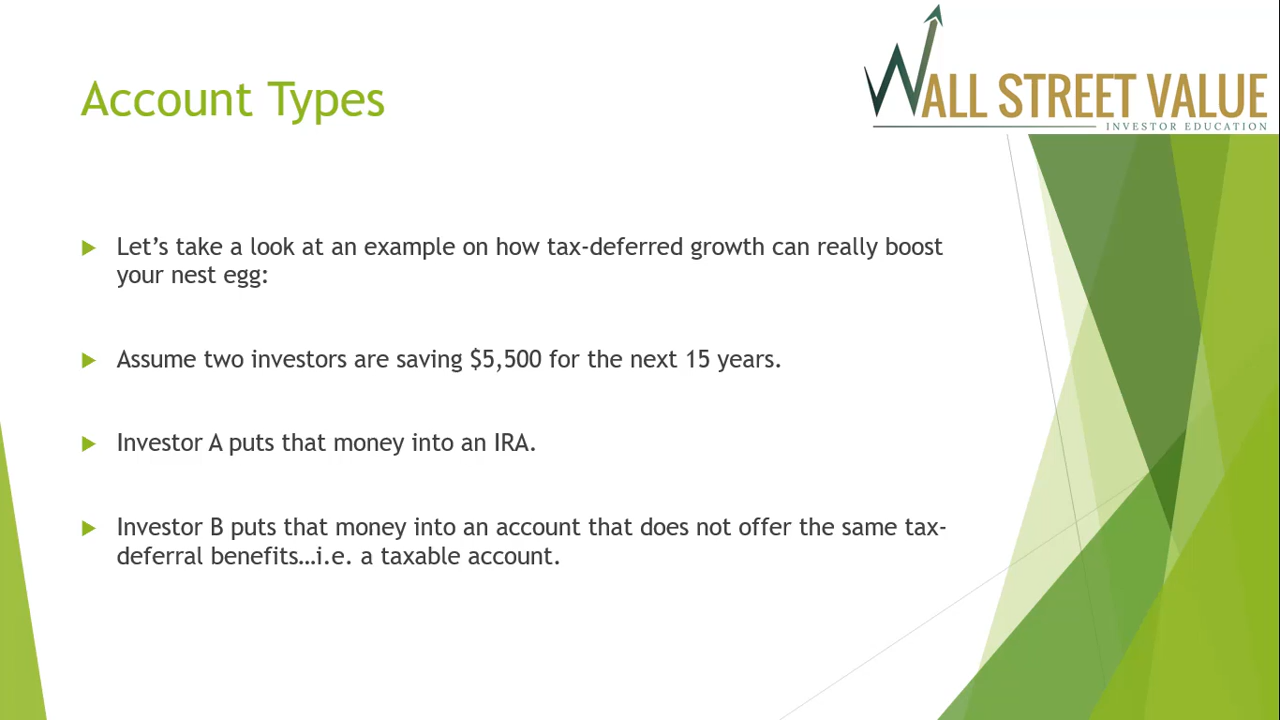 Account Types
WALL STREET VALUE
INVESTOR EDUCATION
Let’s take a look at an example on how tax-deferred growth can really boost
your nest egg:
Assume two investors are saving $5,500 for the next 15 years.
Investor A puts that money into an IRA.
Investor B puts that money into an account that does not offer the same tax-
deferral benefits…i.e. a taxable account.